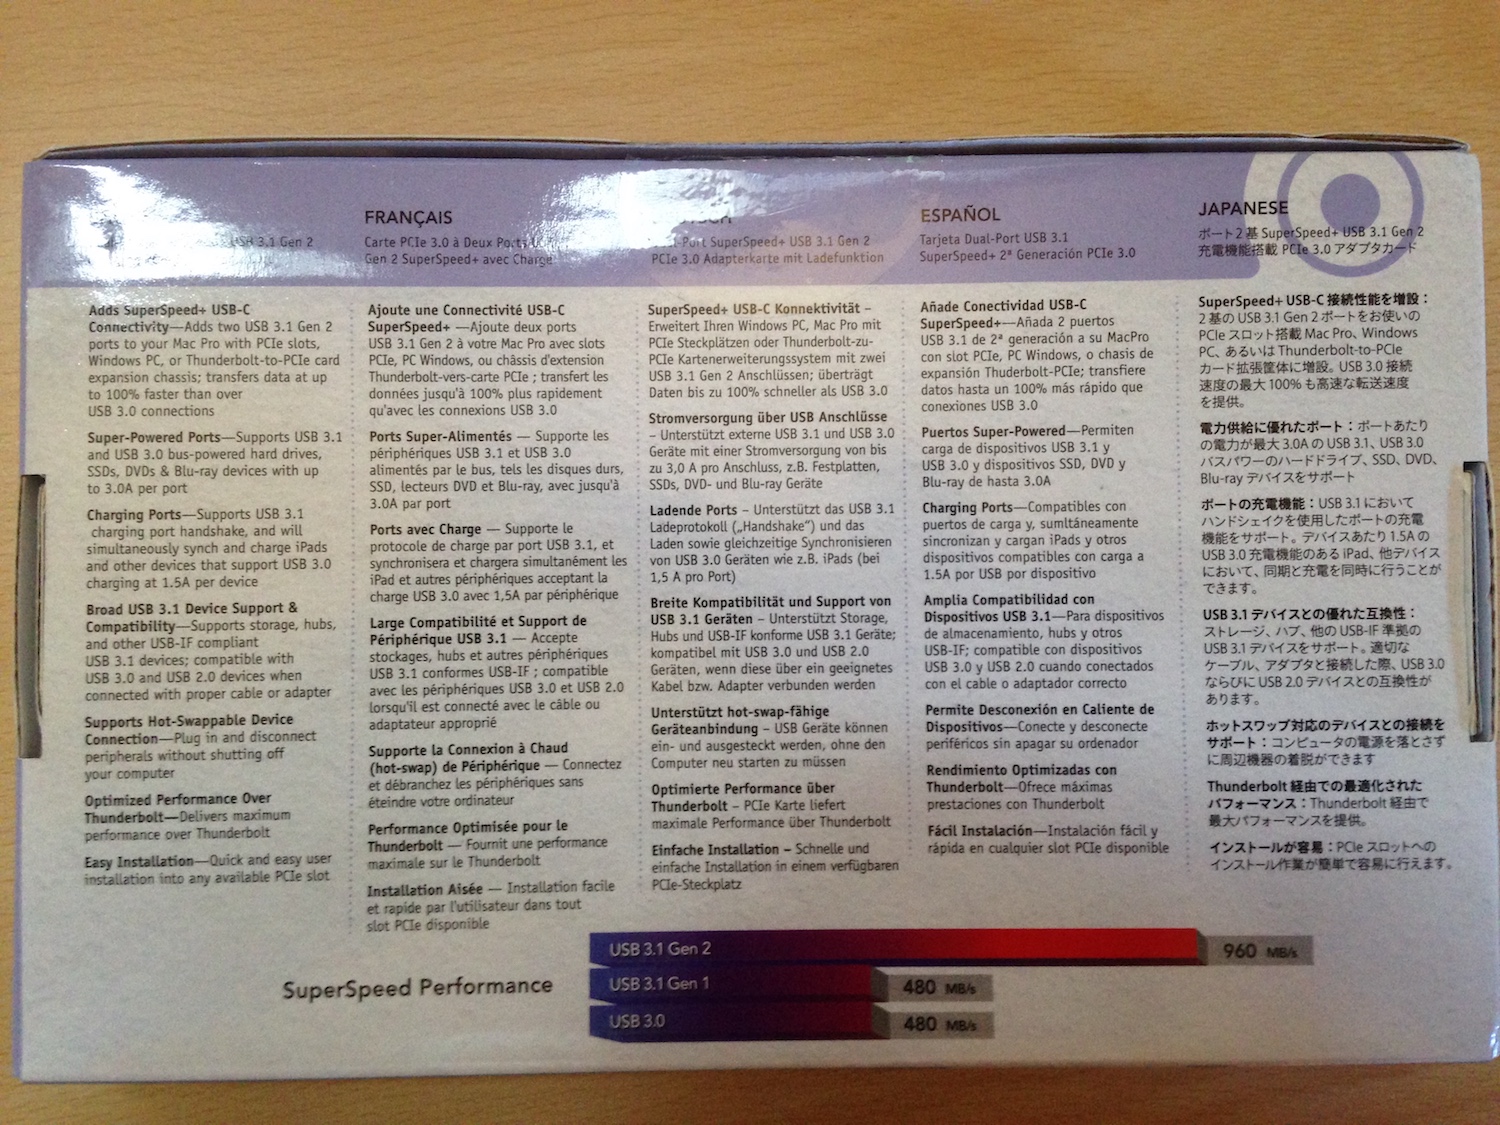 USB 3.1 Gen 2
Adds SuperSpeed+ USB-C
Connectivity—Adds two USB 3.1 Gen 2
ports to your Mac Pro with PCIe slots,
Windows PC, or Thunderbolt-to-PCIe card
expansion chassis; transfers data at up
to 100% faster than over
USB 3.0 connections
Super-Powered Ports—Supports USB 3.1
and USB 3.0 bus-powered hard drives,
SSDs, DVDs & Blu-ray devices with up
to 3.0A per port
Charging Ports—Supports USB 3.1
charging port handshake, and will
simultaneously synch and charge iPads
and other devices that support USB 3.0
charging at 1.5A per device
Broad USB 3.1 Device Support &
Compatibility—Supports storage, hubs,
and other USB-IF compliant
USB 3.1 devices; compatible with
USB 3.0 and USB 2.0 devices when
connected with proper cable or adapter
Supports Hot-Swappable Device
Connection—Plug in and disconnect
peripherals without shutting off
your computer
Optimized Performance Over
Thunderbolt—Delivers maximum
performance over Thunderbolt
Easy Installation—Quick and easy user
installation into any available PCIe slot
FRANÇAIS
Carte PCIe 3.0 à Deux Ports
Gen 2 SuperSpeed+ avec Charge
Ajoute une Connectivité USB-C
SuperSpeed+ —Ajoute deux ports
USB 3.1 Gen 2 à votre Mac Pro avec slots
PCIe, PC Windows, ou châssis d'extension
Thunderbolt-vers-carte PCIe ; transfert les
données jusqu'à 100% plus rapidement
qu'avec les connexions USB 3.0
Ports Super-Alimentés — Supporte les
périphériques USB 3.1 et USB 3.0
alimentés par le bus, tels les disques durs,
SSD, lecteurs DVD et Blu-ray, avec jusqu'à
3.0A par port
Ports avec Charge — Supporte le
protocole de charge par port USB 3.1, et
synchronisera et chargera simultanément les
iPad et autres périphériques acceptant la
charge USB 3.0 avec 1,5A par périphérique
Large Compatibilité et Support de
Périphérique USB 3.1 — Accepte
stockages, hubs et autres périphériques
USB 3.1 conformes USB-IF ; compatible
avec les périphériques USB 3.0 et USB 2.0
lorsqu'il est connecté avec le câble ou
adaptateur approprié
Supporte la Connexion à Chaud
(hot-swap) de Périphérique — Connectez
et débranchez les périphériques sans
éteindre votre ordinateur
Performance Optimisée pour le
Thunderbolt — Fournit une performance
maximale sur le Thunderbolt
Installation Aisée — Installation facile
et rapide par l'utilisateur dans tout
slot PCIe disponible
-Port SuperSpeed+ USB 3.1 Gen 2
PCIe 3.0 Adapterkarte mit Ladefunktion
SuperSpeed+ USB-C Konnektivität –
Erweitert Ihren Windows PC, Mac Pro mit
PCIe Steckplätzen oder Thunderbolt-zu-
PCIe Kartenerweiterungssystem mit zwei
USB 3.1 Gen 2 Anschlüssen; überträgt
Daten bis zu 100% schneller als USB 3.0
Stromversorgung über USB Anschlüsse
– Unterstützt externe USB 3.1 und USB 3.0
Geräte mit einer Stromversorgung von bis
zu 3,0 A pro Anschluss, z.B. Festplatten,
SSDs, DVD- und Blu-ray Geräte
Ladende Ports – Unterstützt das USB 3.1
Ladeprotokoll („Handshake“) und das
Laden sowie gleichzeitige Synchronisieren
von USB 3.0 Geräten wie z.B. iPads (bei
1,5 A pro Port)
Breite Kompatibilität und Support von
USB 3.1 Geräten – Unterstützt Storage,
Hubs und USB-IF konforme USB 3.1 Geräte;
kompatibel mit USB 3.0 und USB 2.0
Geräten, wenn diese über ein geeignetes
Kabel bzw. Adapter verbunden werden
Unterstützt hot-swap-fähige
Geräteanbindung – USB Geräte können
ein- und ausgesteckt werden, ohne den
Computer neu starten zu müssen
Optimierte Performance über
Thunderbolt – PCIe Karte liefert
maximale Performance über Thunderbolt
Einfache Installation – Schnelle und
einfache Installation in einem verfügbaren
PCIe-Steckplatz
ESPAÑOL
Tarjeta Dual-Port USB 3.1
SuperSpeed+ 2ª Generación PCIe 3.0
Añade Conectividad USB-C
SuperSpeed+—Añada 2 puertos
USB 3.1 de 2ª generación a su MacPro
con slot PCIe, PC Windows, o chasis de
expansión Thuderbolt-PCIe; transfiere
datos hasta un 100% más rápido que
conexiones USB 3.0
Puertos Super-Powered—Permiten
carga de dispositivos USB 3.1 y
USB 3.0 y dispositivos SSD, DVD y
Blu-ray de hasta 3.0A
Charging Ports—Compatibles con
puertos de carga y, sumltáneamente
sincronizan y cargan iPads y otros
dispositivos compatibles con carga a
1.5A por USB por dispositivo
Amplia Compatibilidad con
Dispositivos USB 3.1—Para dispositivos
de almacenamiento, hubs y otros
USB-IF; compatible con dispositivos
USB 3.0 y USB 2.0 cuando conectados
con el cable o adaptador correcto
Permite Desconexión en Caliente de
Dispositivos—Conecte y desconecte
periféricos sin apagar su ordenador
Rendimiento Optimizadas con
Thunderbolt—Ofrece máximas
prestaciones con Thunderbolt
Fácil Instalación—Instalación fácil y
rápida en cualquier slot PCIe disponible
JAPANESE
ポート2基 SuperSpeed+ USB 3.1 Gen 2
充電機能搭載 PCIe 3.0 アダプタカード
SuperSpeed+ USB-C 接続性能を増設：
2 基の USB 3.1 Gen 2 ポートをお使いの
PCIe スロット搭載 Mac Pro、Windows
PC、あるいは Thunderbolt-to-PCIe
カード拡張筐体に増設。USB 3.0 接続
速度の最大 100% も高速な転送速度
を提供。
電力供給に優れたポート：ポートあたり
の電力が最大 3.0A の USB 3.1、USB 3.0
バスパワーのハードドライブ、SSD、DVD、
Blu-ray デバイスをサポート
ポートの充電機能：USB 3.1 において
ハンドシェイクを使用したポートの充電
機能をサポート。デバイスあたり 1.5A の
USB 3.0 充電機能のある iPad、他デバイス
において、同期と充電を同時に行うことが
できます。
USB 3.1 デバイスとの優れた互換性：
ストレージ、ハブ、他の USB-IF 準拠の
USB 3.1 デバイスをサポート。適切な
ケーブル、アダプタと接続した際、USB 3.0
ならびに USB 2.0 デバイスとの互換性が
あります。
ホットスワップ対応のデバイスとの接続を
サポート：コンピュータの電源を落とさず
に周辺機器の着脱ができます
Thunderbolt 経由での最適化された
パフォーマンス：Thunderbolt 経由で
最大パフォーマンスを提供。
インストールが容易：PCIe スロットへの
インストール作業が簡単で容易に行えます。
SuperSpeed Performance
USB 3.1 Gen 2 960 MB/s
USB 3.1 Gen 1 480 MB/s
USB 3.0 480 MB/s